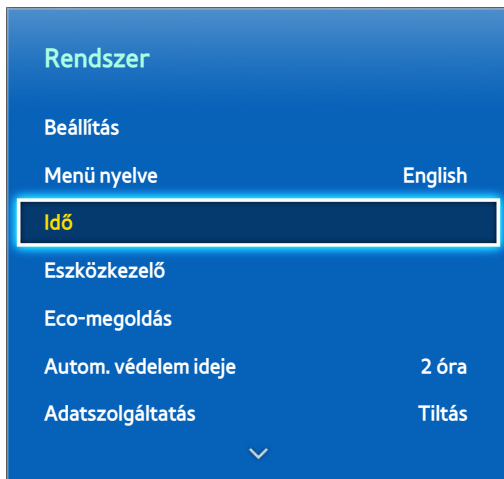 Rendszer
Beállítás
Menü nyelve English
Idő
Eszközkezelő
Eco-megoldás
Autom. védelem ideje 2 óra
Adatszolgáltatás Tiltás